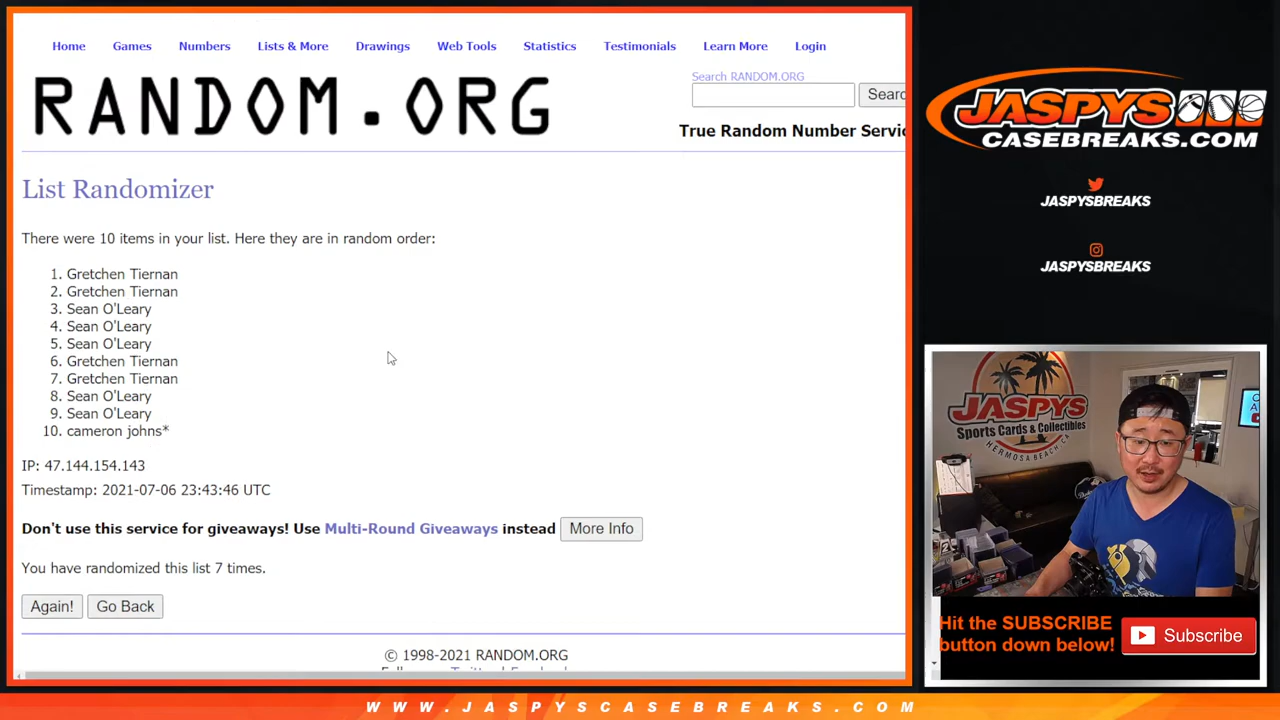 Home Games Numbers Lists & More Drawings Web Tools Statistics Testimonials Learn More Login
RANDOM.ORG
Search RANDOM.ORG
True Random Number Servic
List Randomizer
There were 10 items in your list. Here they are in random order:
1. Gretchen Tiernan
2. Gretchen Tiernan
3. Sean O'Leary
4. Sean O'Leary
5. Sean O'Leary
6. Gretchen Tiernan
7. Gretchen Tiernan
8. Sean O'Leary
9. Sean O'Leary
10. cameron johns*
IP: 47.144.154.143
Timestamp: 2021-07-06 23:43:46 UTC
Don't use this service for giveaways! Use Multi-Round Giveaways instead More Info
You have randomized this list 7 times.
Again! Go Back
© 1998-2021 RANDOM.ORG
JASPYS
CASEBREAKS.COM
JASPYSBREAKS
JASPYSBREAKS
JASPYS
Sports Cards & Collectibles
HERMOSA BEACH, CA
Hit the SUBSCRIBE
button down below!
Subscribe
WWW.JASPYSCASEBREAKS.COM